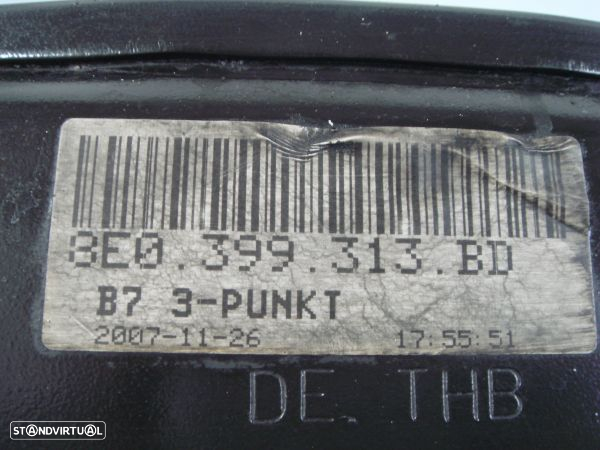 8E0.399.313.BD
B7 3-PUNKT
2007-11-26 17:55:51
DE. THB
STANDVIRTUAL